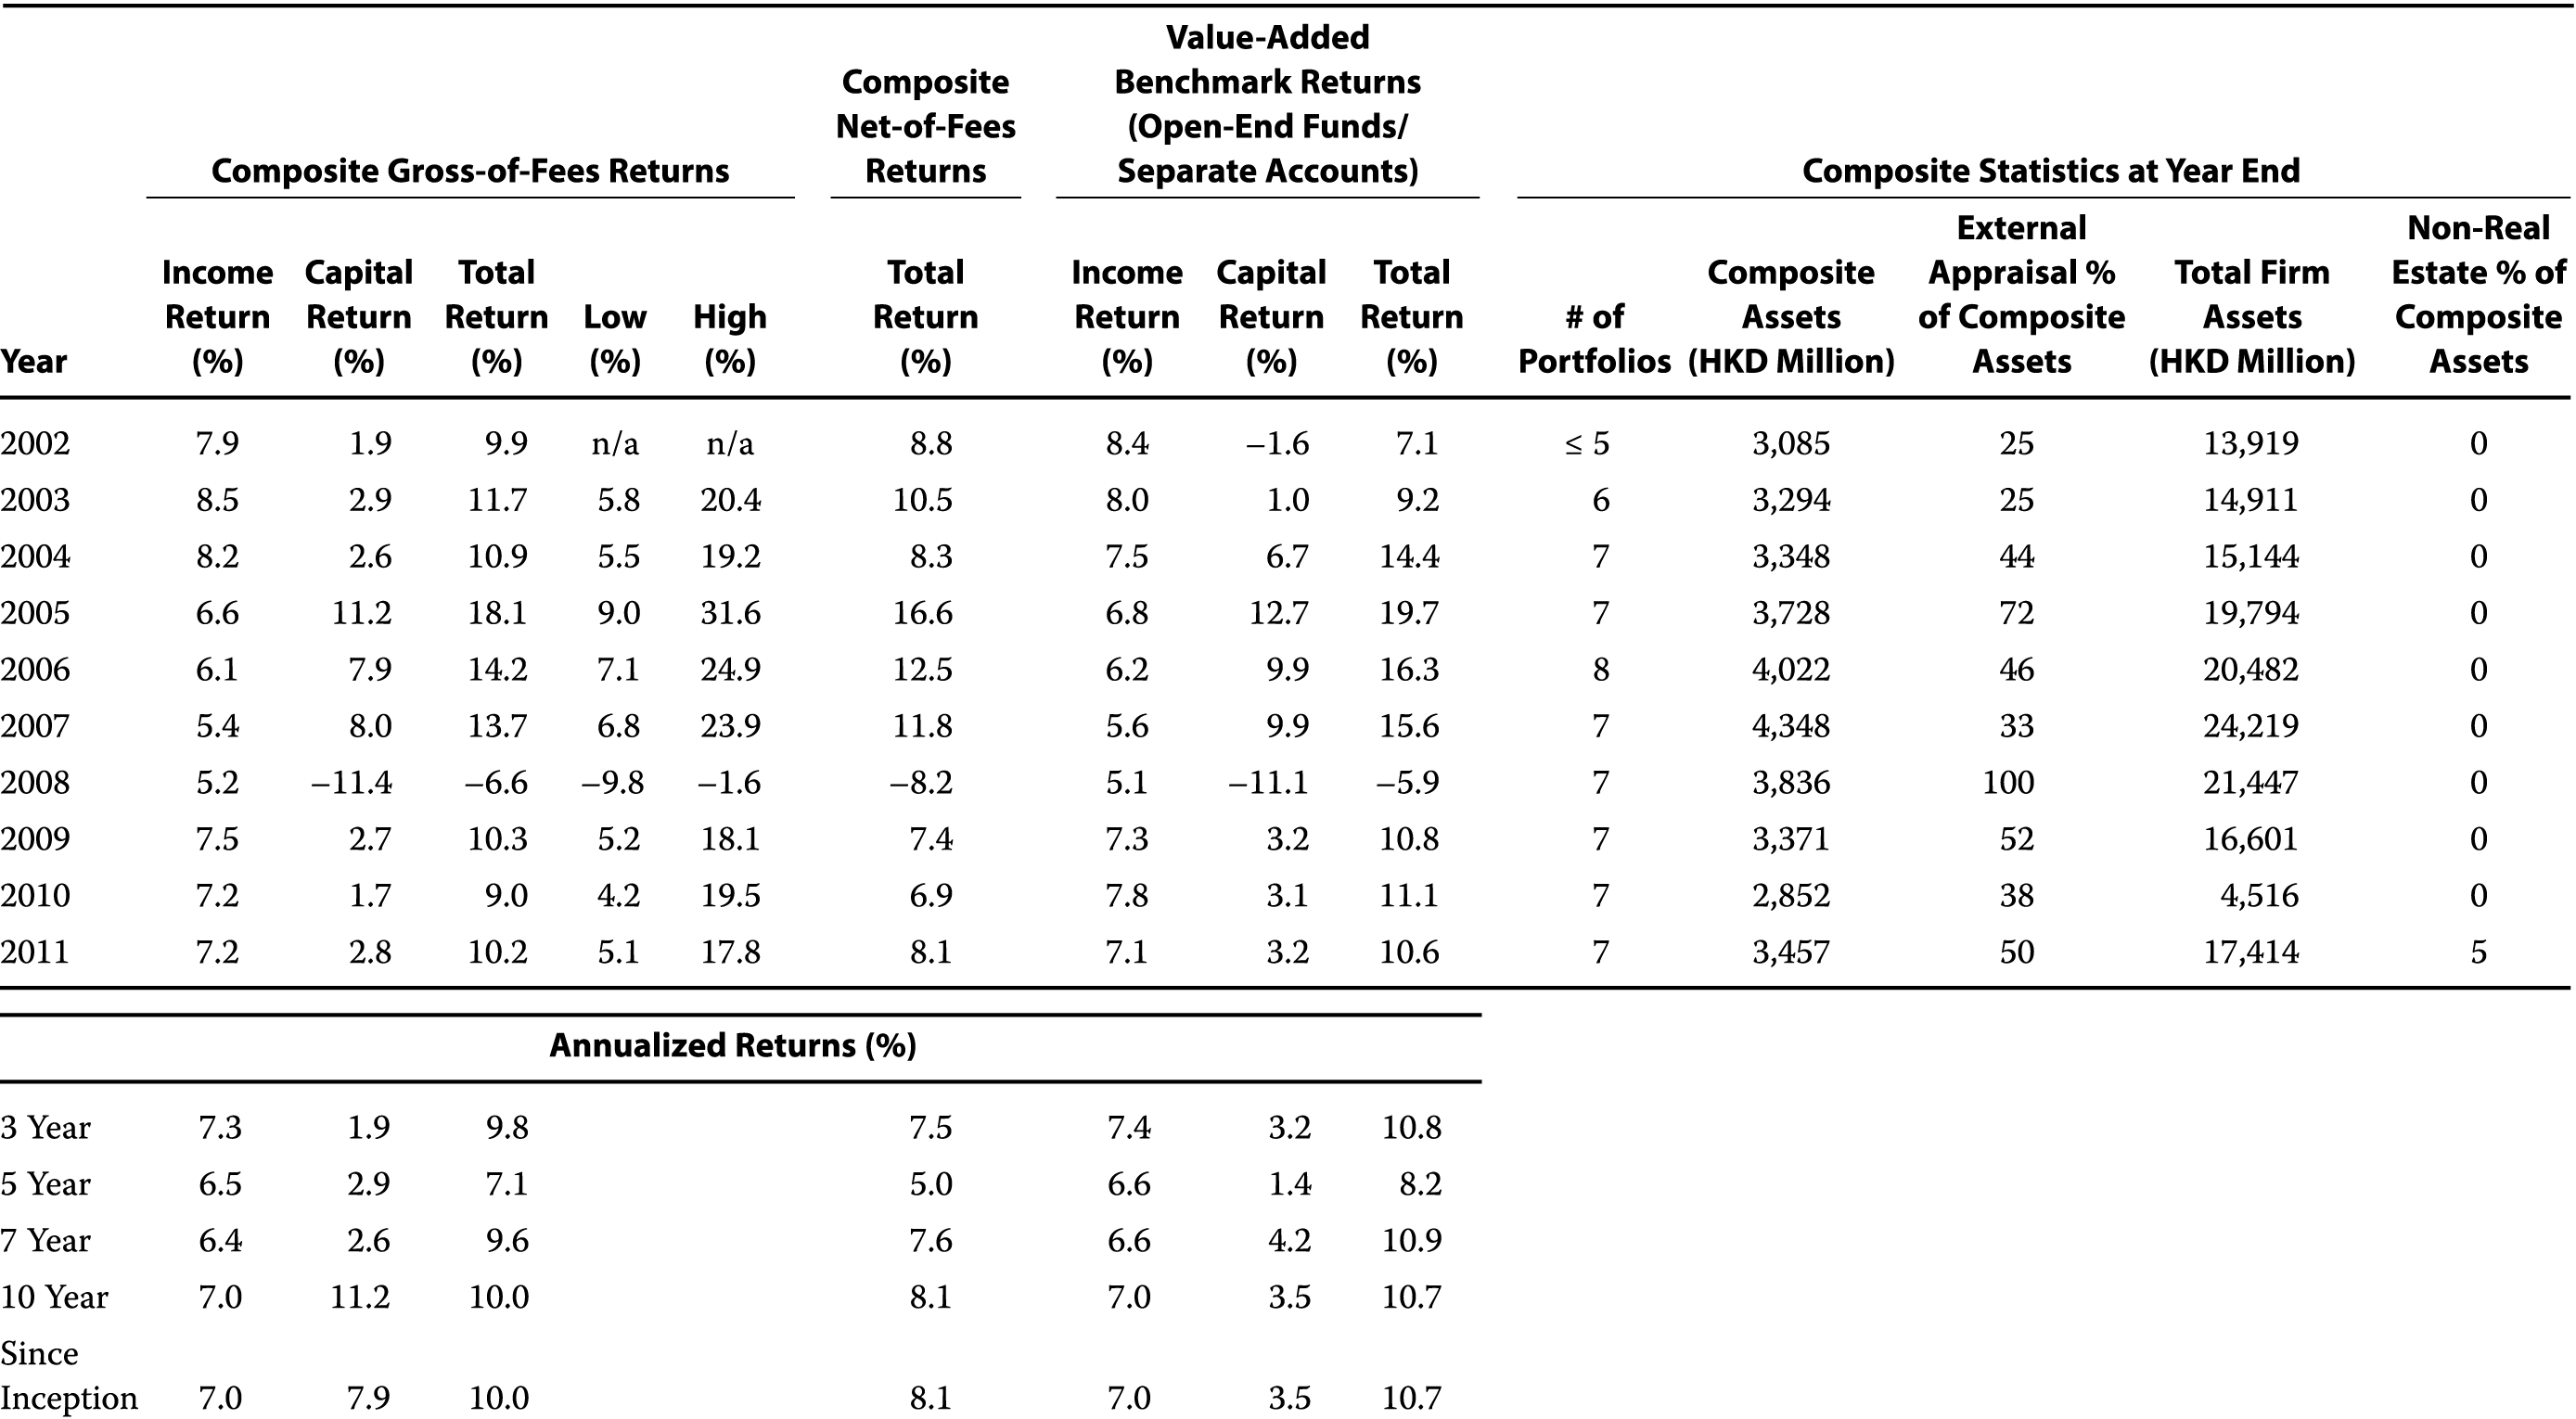 Value-Added
Composite Benchmark Returns
Net-of-Fees (Open-End Funds/
Composite Gross-of-Fees Returns Returns Separate Accounts) Composite Statistics at Year End
External Non-Real
Income Capital Total Total Income Capital Total Composite Appraisal % Total Firm Estate % of
Return Return Return Low High Return Return Return Return # of Assets of Composite Assets Composite
Year (%) (%) (%) (%) (%) (%) (%) (%) (%) Portfolios (HKD Million) Assets (HKD Million) Assets
2002 7.9 1.9 9.9 n/a n/a 8.8 8.4 –1.6 7.1 ≤ 5 3,085 25 13,919 0
2003 8.5 2.9 11.7 5.8 20.4 10.5 8.0 1.0 9.2 6 3,294 25 14,911 0
2004 8.2 2.6 10.9 5.5 19.2 8.3 7.5 6.7 14.4 7 3,348 44 15,144 0
2005 6.6 11.2 18.1 9.0 31.6 16.6 6.8 12.7 19.7 7 3,728 72 19,794 0
2006 6.1 7.9 14.2 7.1 24.9 12.5 6.2 9.9 16.3 8 4,022 46 20,482 0
2007 5.4 8.0 13.7 6.8 23.9 11.8 5.6 9.9 15.6 7 4,348 33 24,219 0
2008 5.2 –11.4 –6.6 –9.8 –1.6 –8.2 5.1 –11.1 –5.9 7 3,836 100 21,447 0
2009 7.5 2.7 10.3 5.2 18.1 7.4 7.3 3.2 10.8 7 3,371 52 16,601 0
2010 7.2 1.7 9.0 4.2 19.5 6.9 7.8 3.1 11.1 7 2,852 38 4,516 0
2011 7.2 2.8 10.2 5.1 17.8 8.1 7.1 3.2 10.6 7 3,457 50 17,414 5
Annualized Returns (%)
3 Year 7.3 1.9 9.8 7.5 7.4 3.2 10.8
5 Year 6.5 2.9 7.1 5.0 6.6 1.4 8.2
7 Year 6.4 2.6 9.6 7.6 6.6 4.2 10.9
10 Year 7.0 11.2 10.0 8.1 7.0 3.5 10.7
Since
Inception 7.0 7.9 10.0 8.1 7.0 3.5 10.7